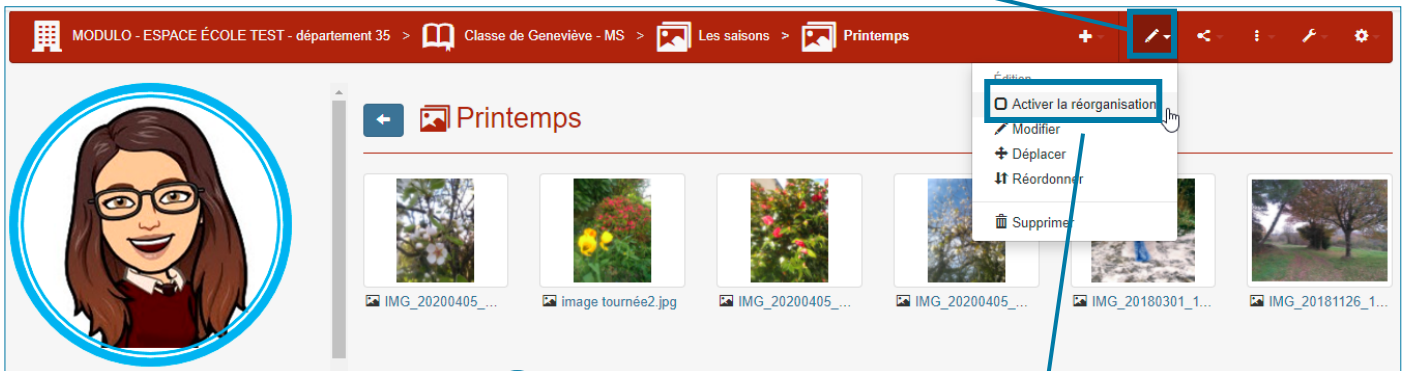 MODULO - ESPACE ÉCOLE TEST - département 35 > Classe de Geneviève - MS > Les saisons > Printemps
Édition
Activer la réorganisation
Modifier
Déplacer
Réordonner
Supprimer
Printemps
IMG_20200405_... image tournée2.jpg IMG_20200405_... IMG_20200405_... IMG_20180301_1... IMG_20181126_1...